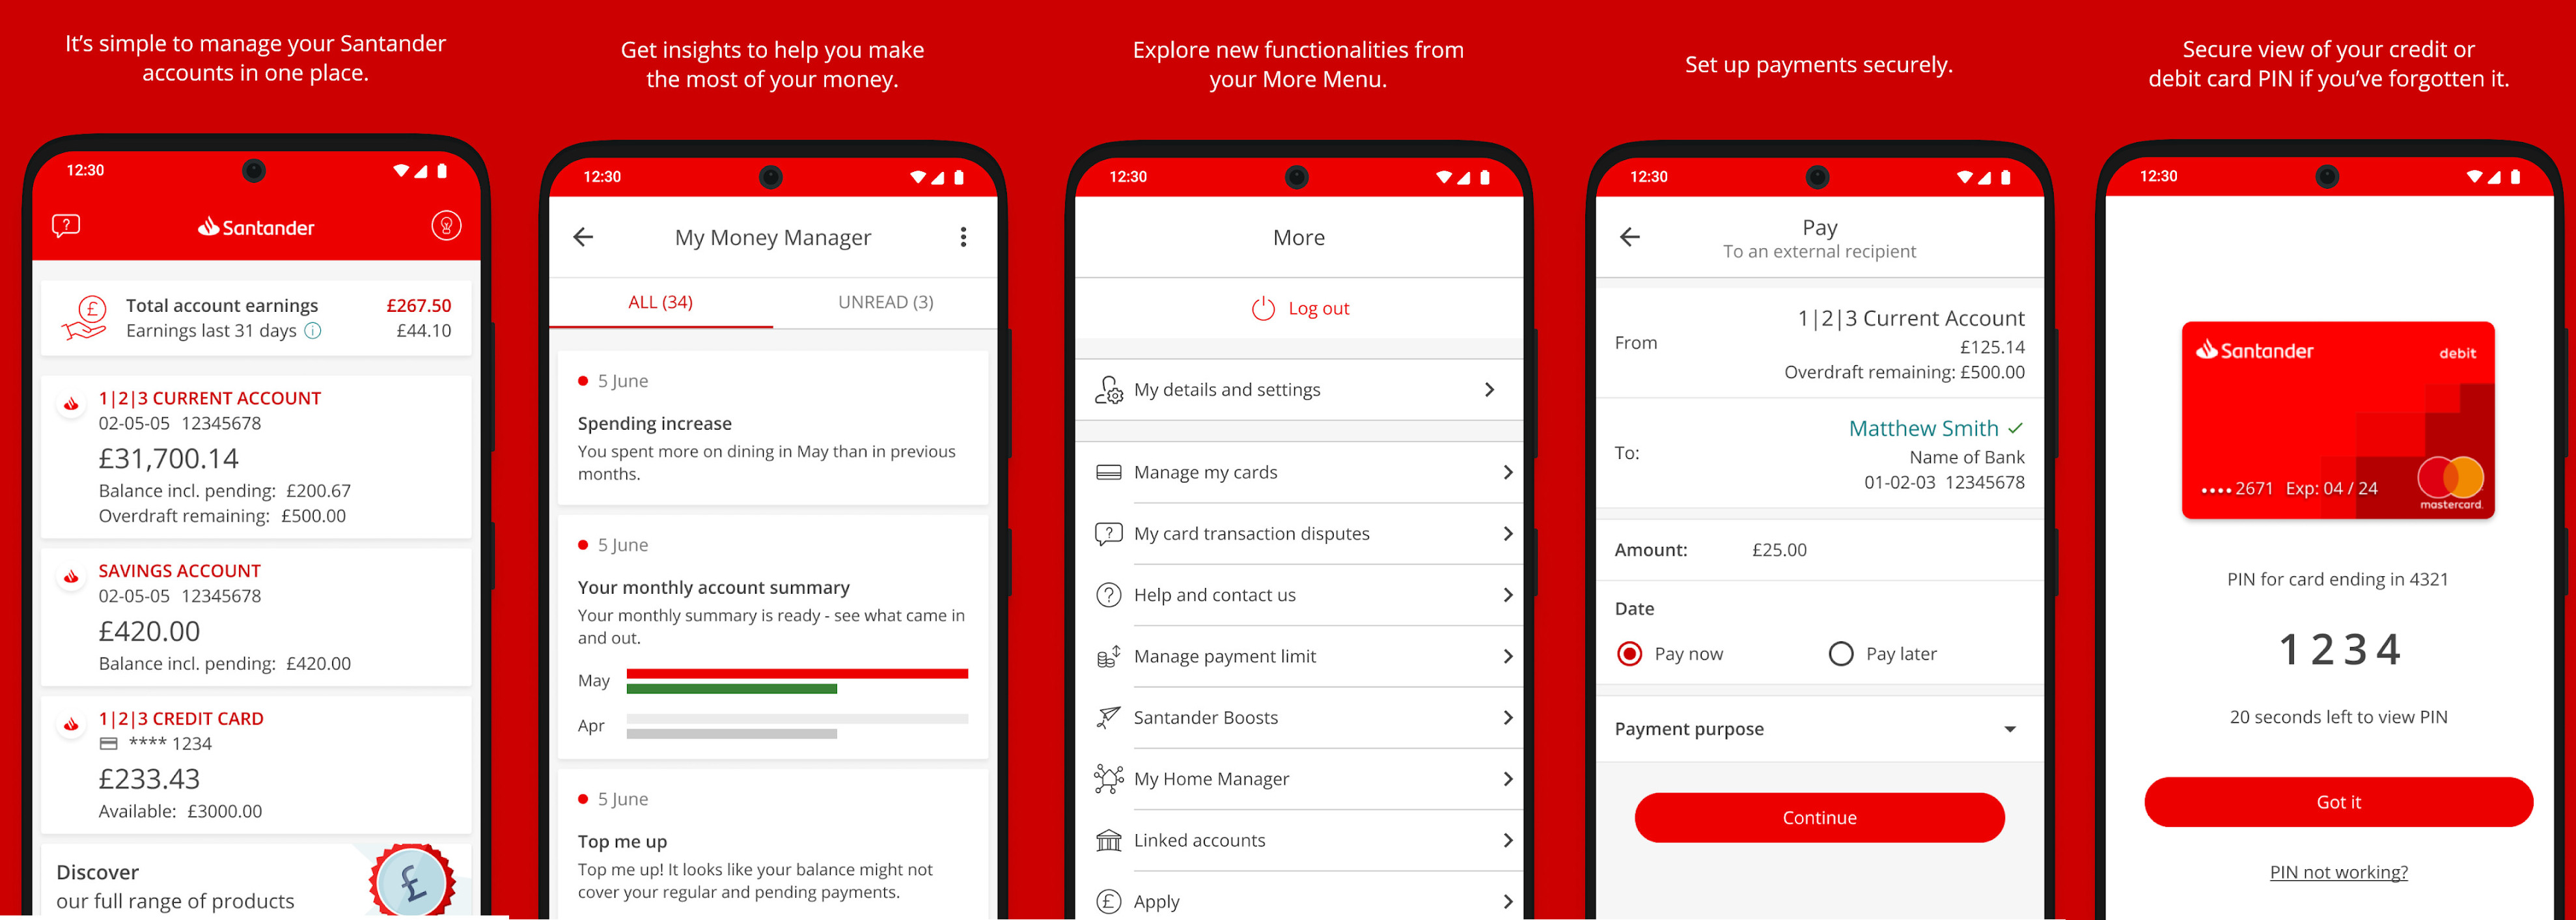 It's simple to manage your Santander
accounts in one place.
12:30
Santander
Total account earnings £267.50
Earnings last 31 days £44.10
1|2|3 CURRENT ACCOUNT
02-05-05 12345678
£31,700.14
Balance incl. pending: £200.67
Overdraft remaining: £500.00
SAVINGS ACCOUNT
02-05-05 12345678
£420.00
Balance incl. pending: £420.00
1|2|3 CREDIT CARD
**** 1234
£233.43
Available: £3000.00
Discover
our full range of products
£
Get insights to help you make
the most of your money.
12:30
My Money Manager
ALL (34) UNREAD (3)
5 June
Spending increase
You spent more on dining in May than in previous
months.
5 June
Your monthly account summary
Your monthly summary is ready - see what came in
and out.
May
Apr
5 June
Top me up
Top me up! It looks like your balance might not
cover your regular and pending payments.
Explore new functionalities from
your More Menu.
12:30
More
Log out
My details and settings
Manage my cards
My card transaction disputes
Help and contact us
Manage payment limit
Santander Boosts
My Home Manager
Linked accounts
Apply
Set up payments securely.
12:30
Pay
To an external recipient
From 1|2|3 Current Account
£125.14
Overdraft remaining: £500.00
To: Matthew Smith
Name of Bank
01-02-03 12345678
Amount: £25.00
Date
Pay now Pay later
Payment purpose
Continue
Secure view of your credit or
debit card PIN if you've forgotten it.
12:30
Santander debit
•••• 2671 Exp: 04 / 24
mastercard.
PIN for card ending in 4321
1 2 3 4
20 seconds left to view PIN
Got it
PIN not working?